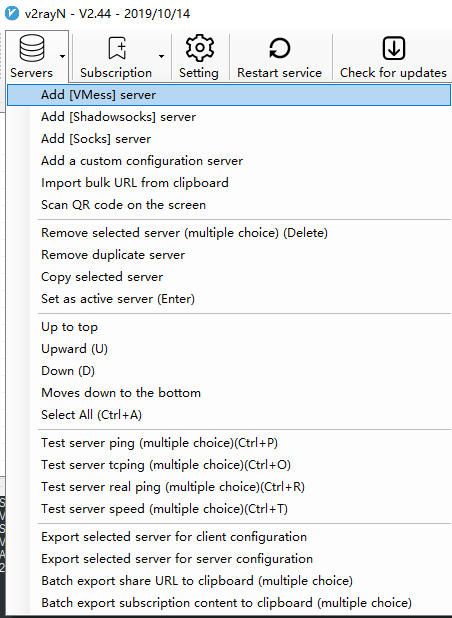 v2rayN - V2.44 - 2019/10/14
Servers Subscription Setting Restart service Check for updates
Add [VMess] server
Add [Shadowsocks] server
Add [Socks] server
Add a custom configuration server
Import bulk URL from clipboard
Scan QR code on the screen
Remove selected server (multiple choice) (Delete)
Remove duplicate server
Copy selected server
Set as active server (Enter)
Up to top
Upward (U)
Down (D)
Moves down to the bottom
Select All (Ctrl+A)
Test server ping (multiple choice)(Ctrl+P)
Test server tcping (multiple choice)(Ctrl+O)
Test server real ping (multiple choice)(Ctrl+R)
Test server speed (multiple choice)(Ctrl+T)
Export selected server for client configuration
Export selected server for server configuration
Batch export share URL to clipboard (multiple choice)
Batch export subscription content to clipboard (multiple choice)